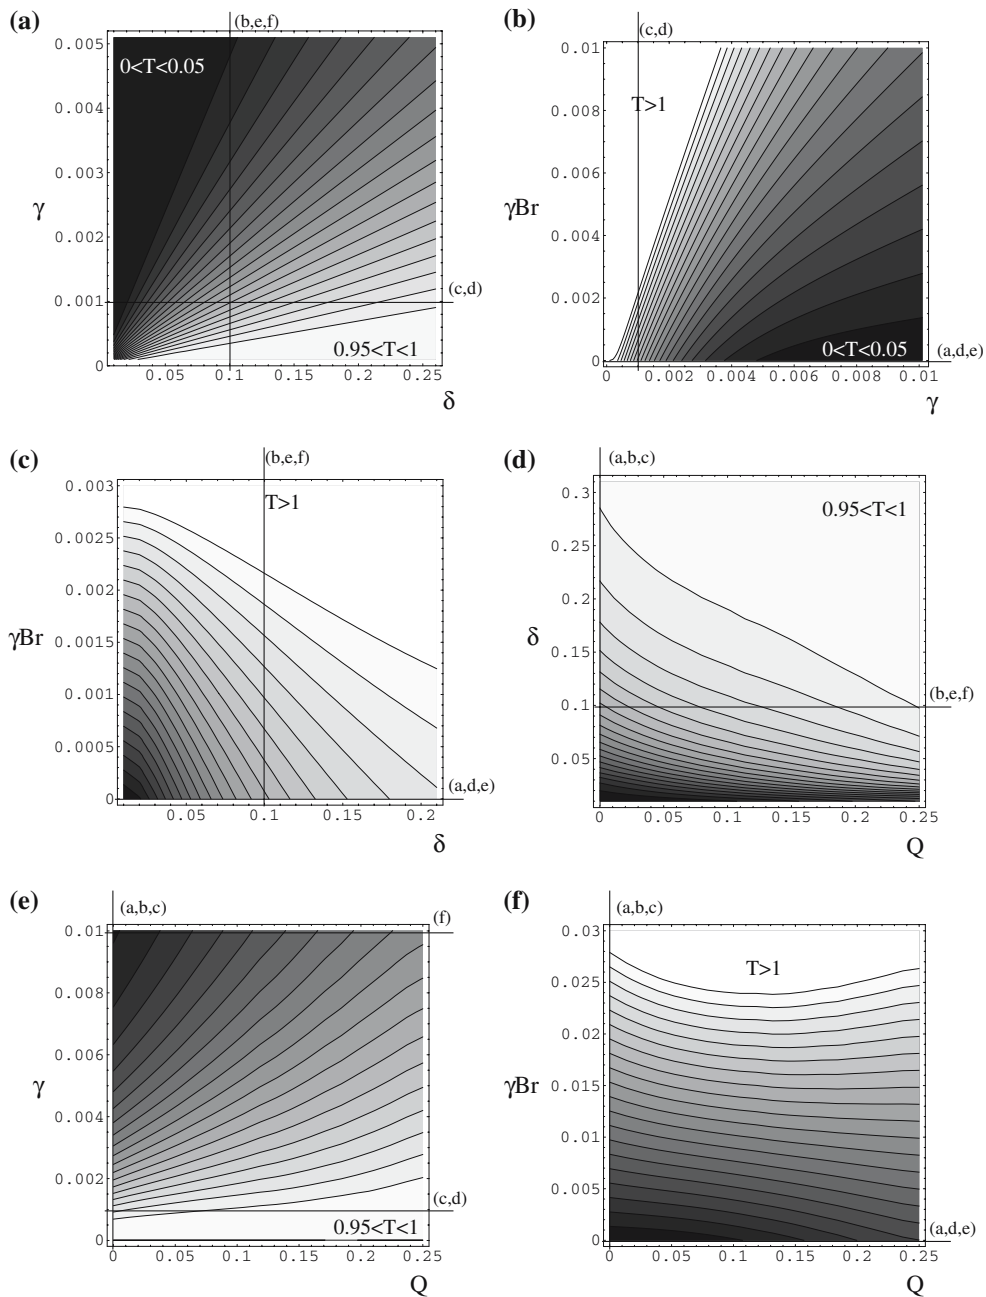 (a)
(b,e,f)
0.005
0<T<0.05
0.004
0.003
γ
0.002
(c,d)
0.001
0.95<T<1
0
0.05 0.1 0.15 0.2 0.25
δ
(b)
(c,d)
0.01
T>1
0.008
0.006
γBr
0.004
0.002
0<T<0.05
(a,d,e)
0
0 0.002 0.004 0.006 0.008 0.01
γ
(c)
(b,e,f)
0.003
T>1
0.0025
0.002
γBr
0.0015
0.001
0.0005
(a,d,e)
0
0.05 0.1 0.15 0.2
δ
(d)
(a,b,c)
0.3
0.95<T<1
0.25
0.2
δ
0.15
(b,e,f)
0.1
0.05
0 0.05 0.1 0.15 0.2 0.25
Q
(e)
(a,b,c)
(f)
0.01
0.008
0.006
γ
0.004
0.002
(c,d)
0.95<T<1
0
0 0.05 0.1 0.15 0.2 0.25
Q
(f)
(a,b,c)
0.03
T>1
0.025
0.02
γBr
0.015
0.01
0.005
(a,d,e)
0
0 0.05 0.1 0.15 0.2 0.25
Q